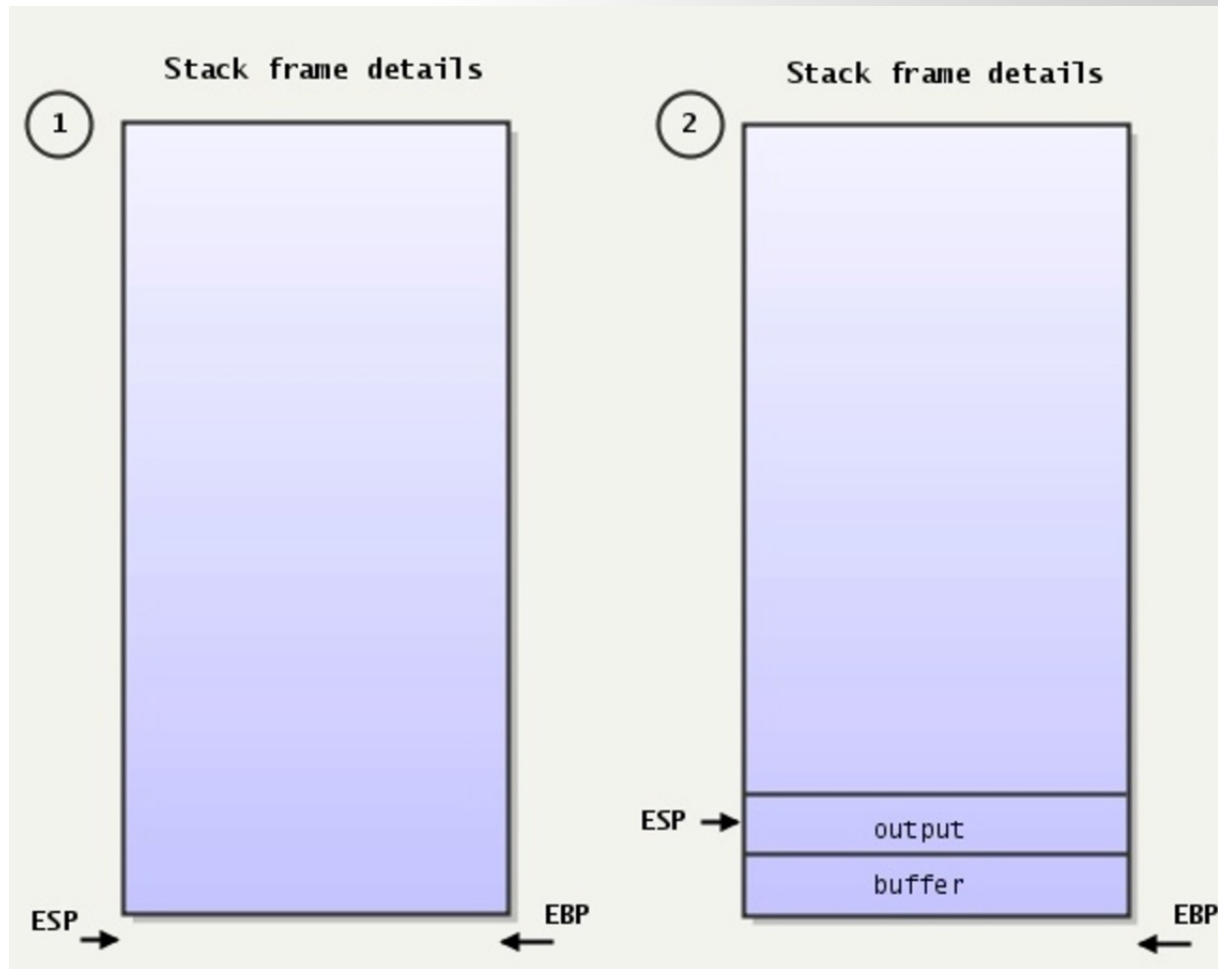 Stack frame details
1
ESP
EBP
Stack frame details
2
ESP
output
buffer
EBP